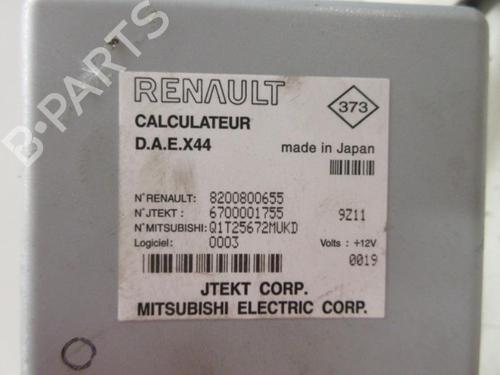 B-PARTS
RENAULT
373
CALCULATEUR
D.A.E.X44
made in Japan
N°RENAULT: 8200800655
N°JTEKT : 6700001755 9Z11
N°MITSUBISHI: Q1T25672MUKD
Logiciel: 0003 Volts : +12V
0019
JTEKT CORP.
MITSUBISHI ELECTRIC CORP.